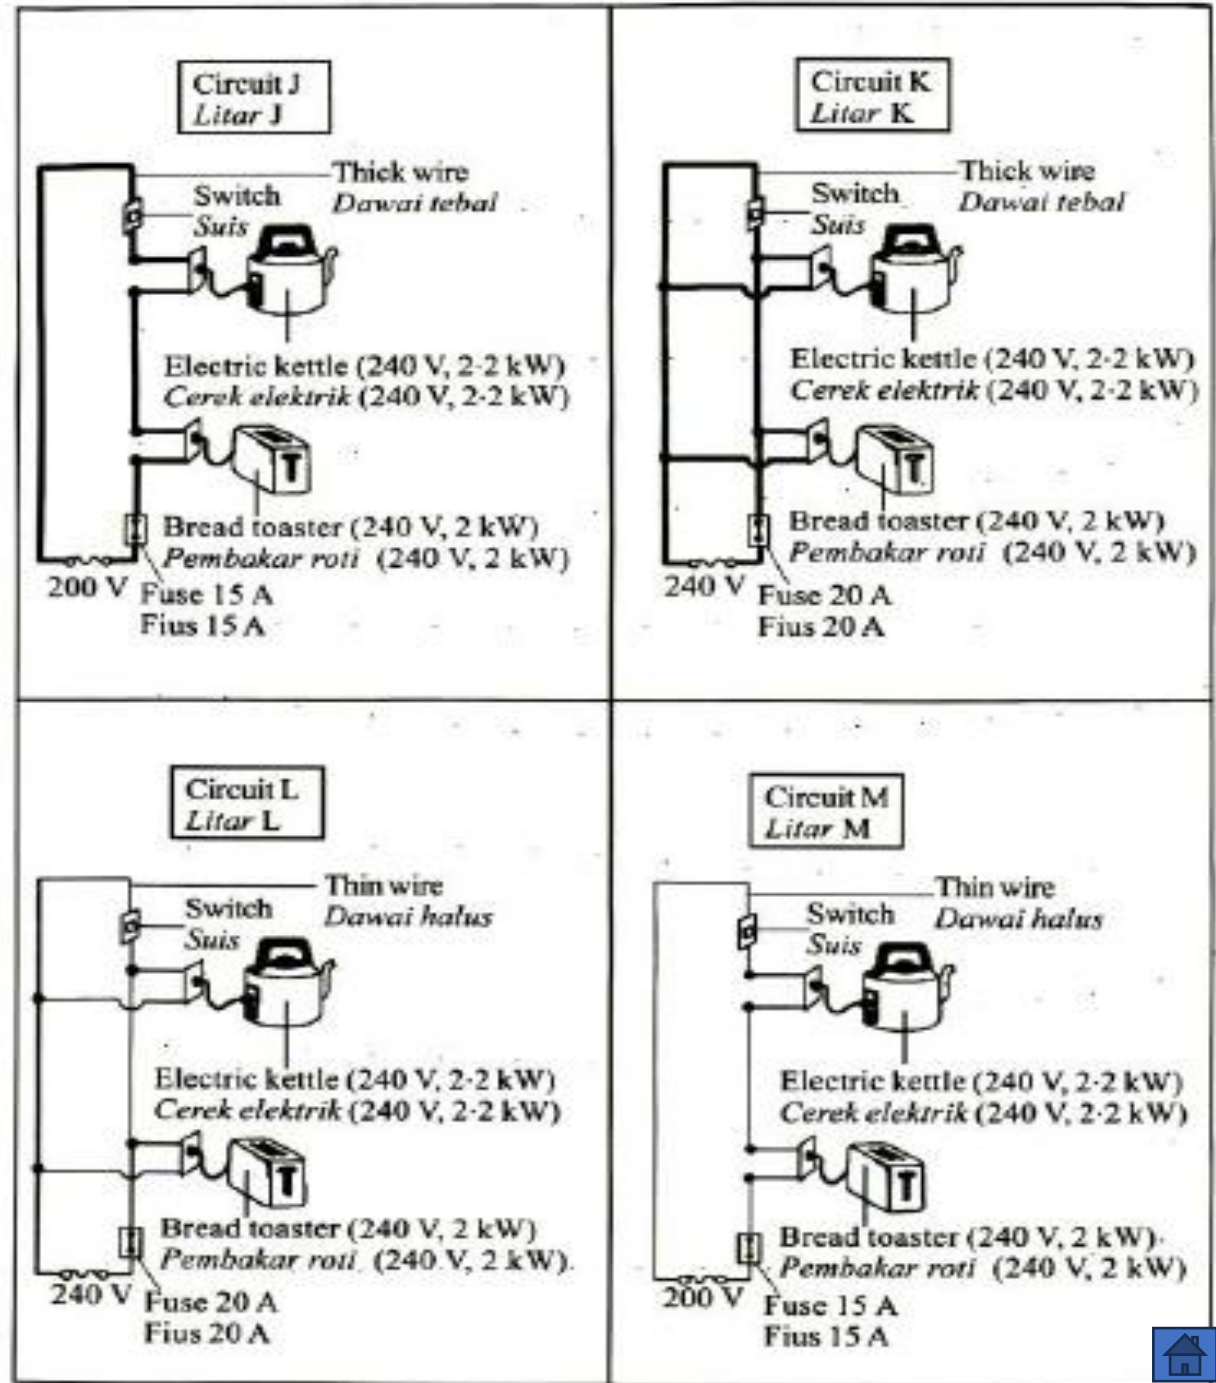 Circuit J
Litar J
Thick wire
Dawai tebal
Switch
Suis
Electric kettle (240 V, 2·2 kW)
Cerek elektrik (240 V, 2·2 kW)
Bread toaster (240 V, 2 kW)
Pembakar roti (240 V, 2 kW)
200 V
Fuse 15 A
Fius 15 A
Circuit K
Litar K
Thick wire
Dawai tebal
Switch
Suis
Electric kettle (240 V, 2·2 kW)
Cerek elektrik (240 V, 2·2 kW)
Bread toaster (240 V, 2 kW)
Pembakar roti (240 V, 2 kW)
240 V
Fuse 20 A
Fius 20 A
Circuit L
Litar L
Thin wire
Dawai halus
Switch
Suis
Electric kettle (240 V, 2·2 kW)
Cerek elektrik (240 V, 2·2 kW)
Bread toaster (240 V, 2 kW)
Pembakar roti (240 V, 2 kW)
240 V
Fuse 20 A
Fius 20 A
Circuit M
Litar M
Thin wire
Dawai halus
Switch
Suis
Electric kettle (240 V, 2·2 kW)
Cerek elektrik (240 V, 2·2 kW)
Bread toaster (240 V, 2 kW)
Pembakar roti (240 V, 2 kW)
200 V
Fuse 15 A
Fius 15 A